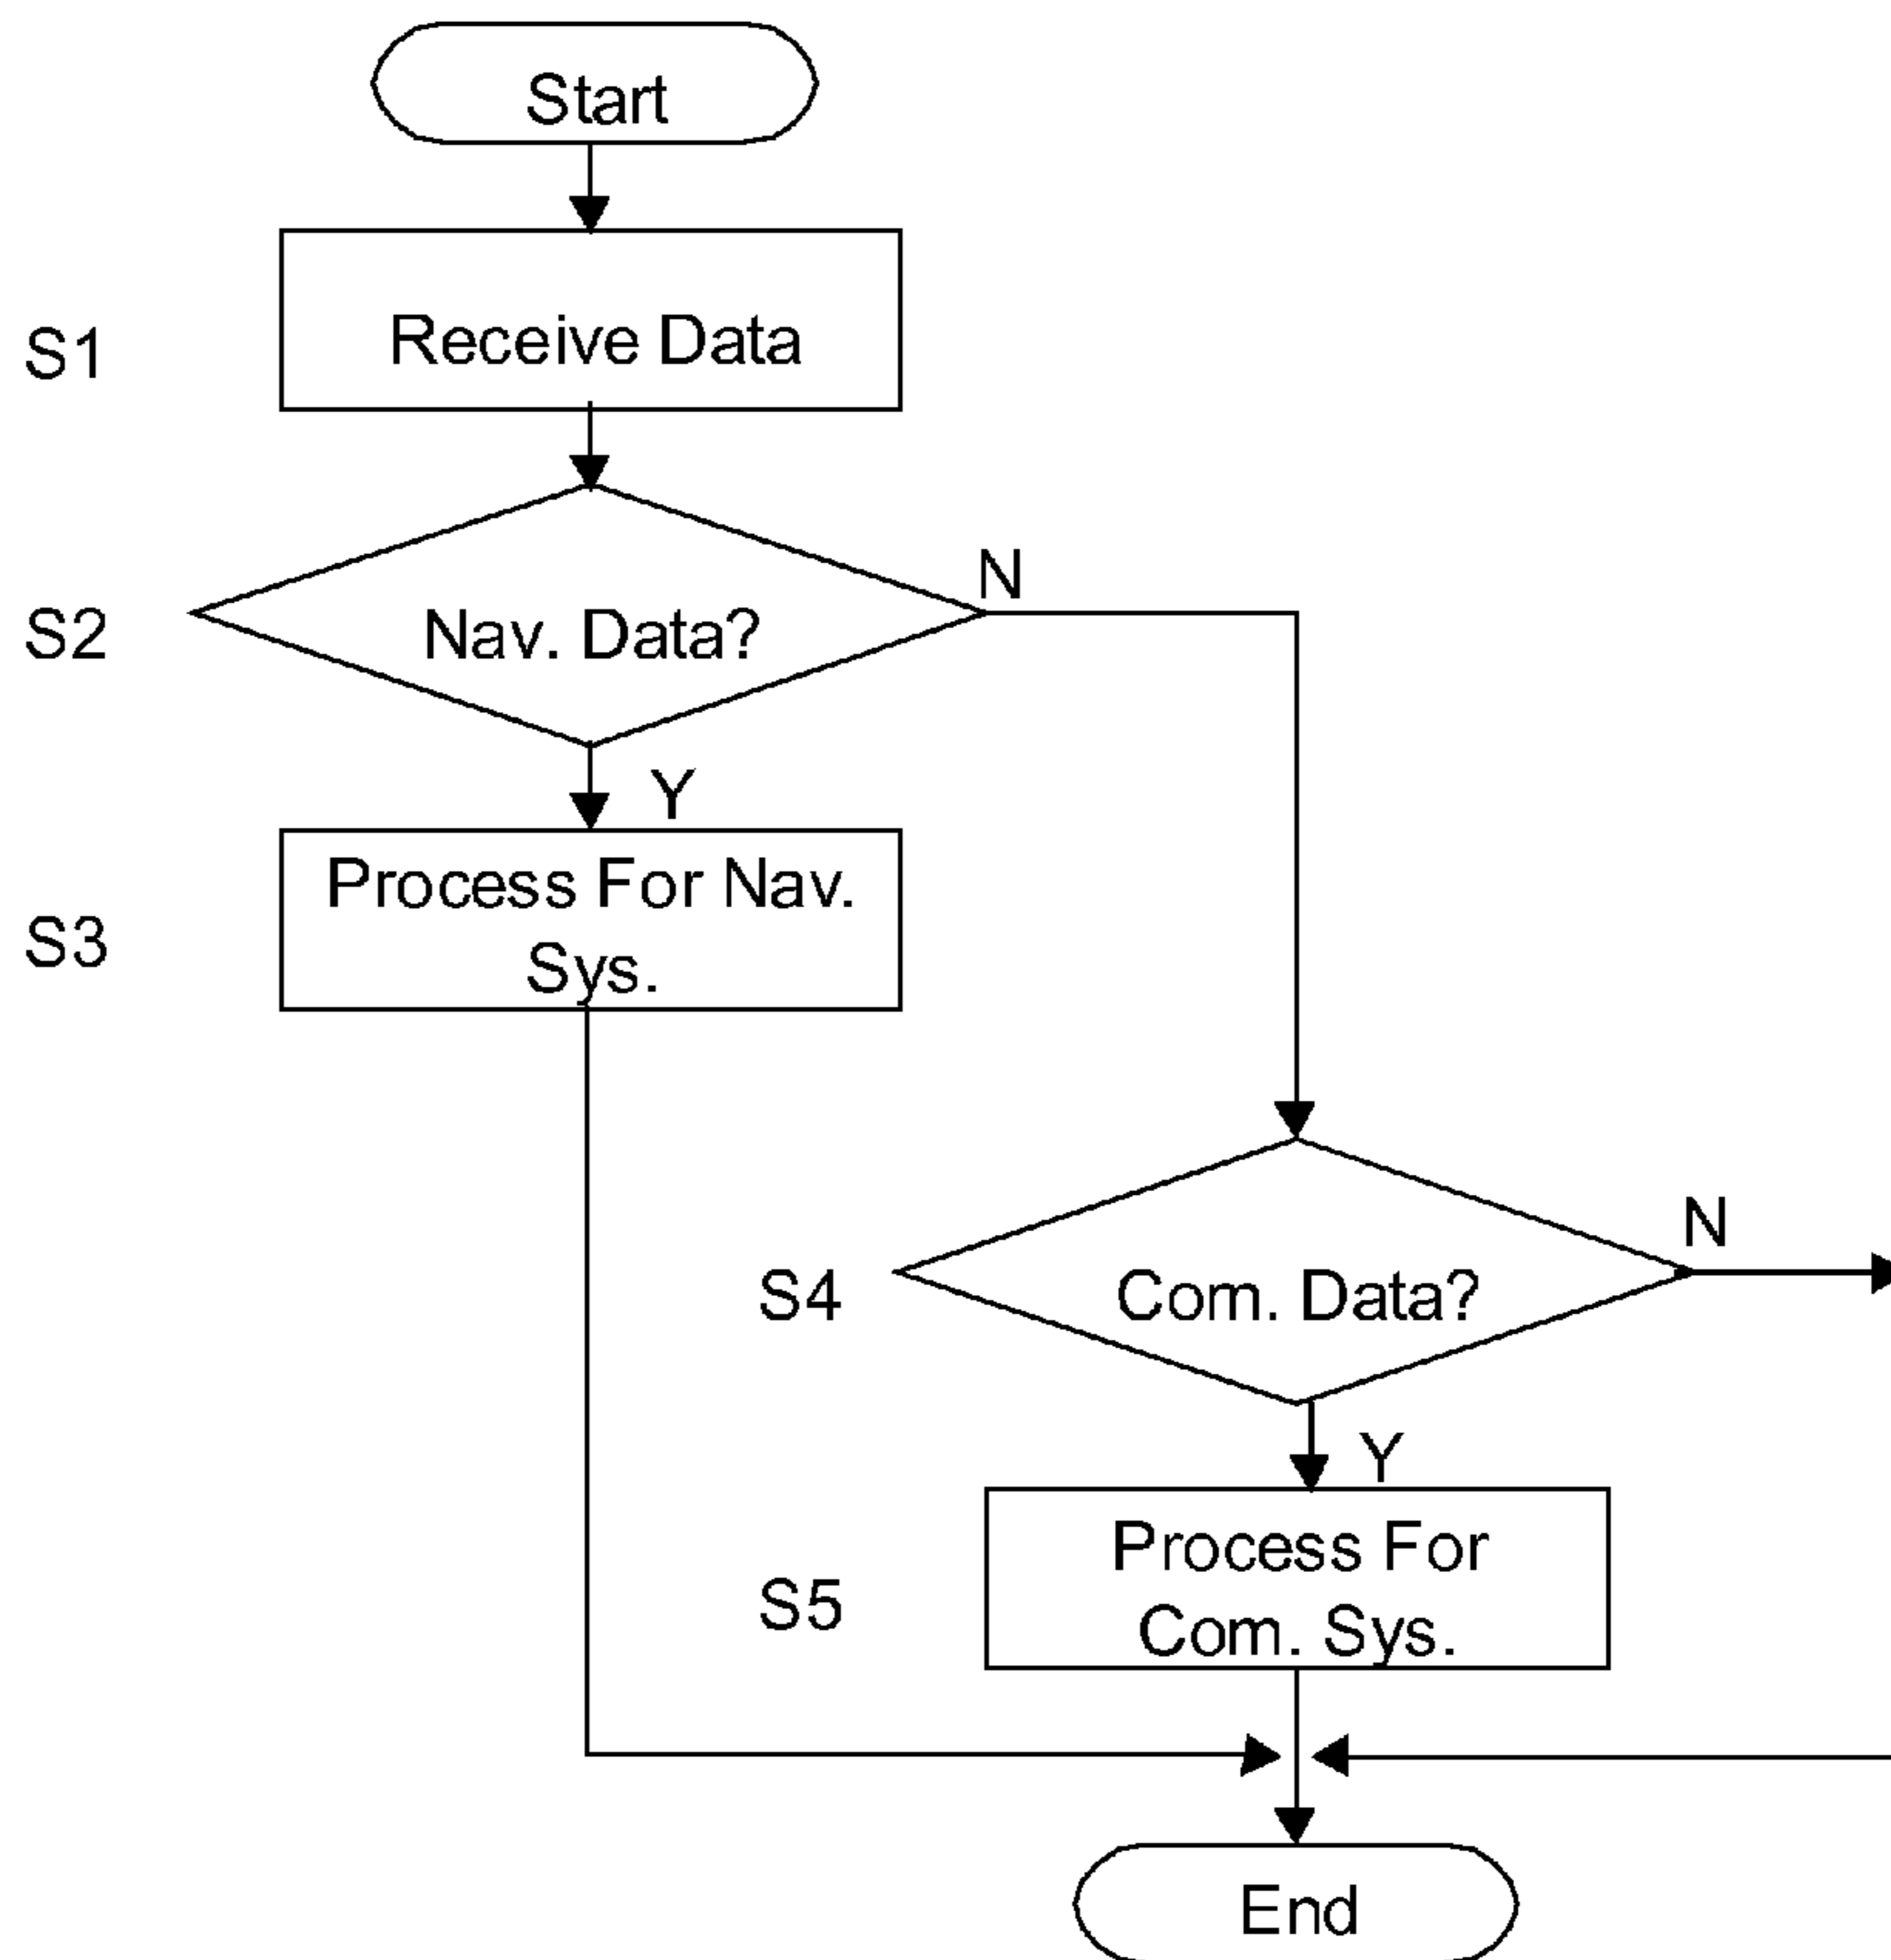 Start
S1
Receive Data
S2
Nav. Data?
N
Y
S3
Process For Nav.
Sys.
S4
Com. Data?
N
Y
S5
Process For
Com. Sys.
End